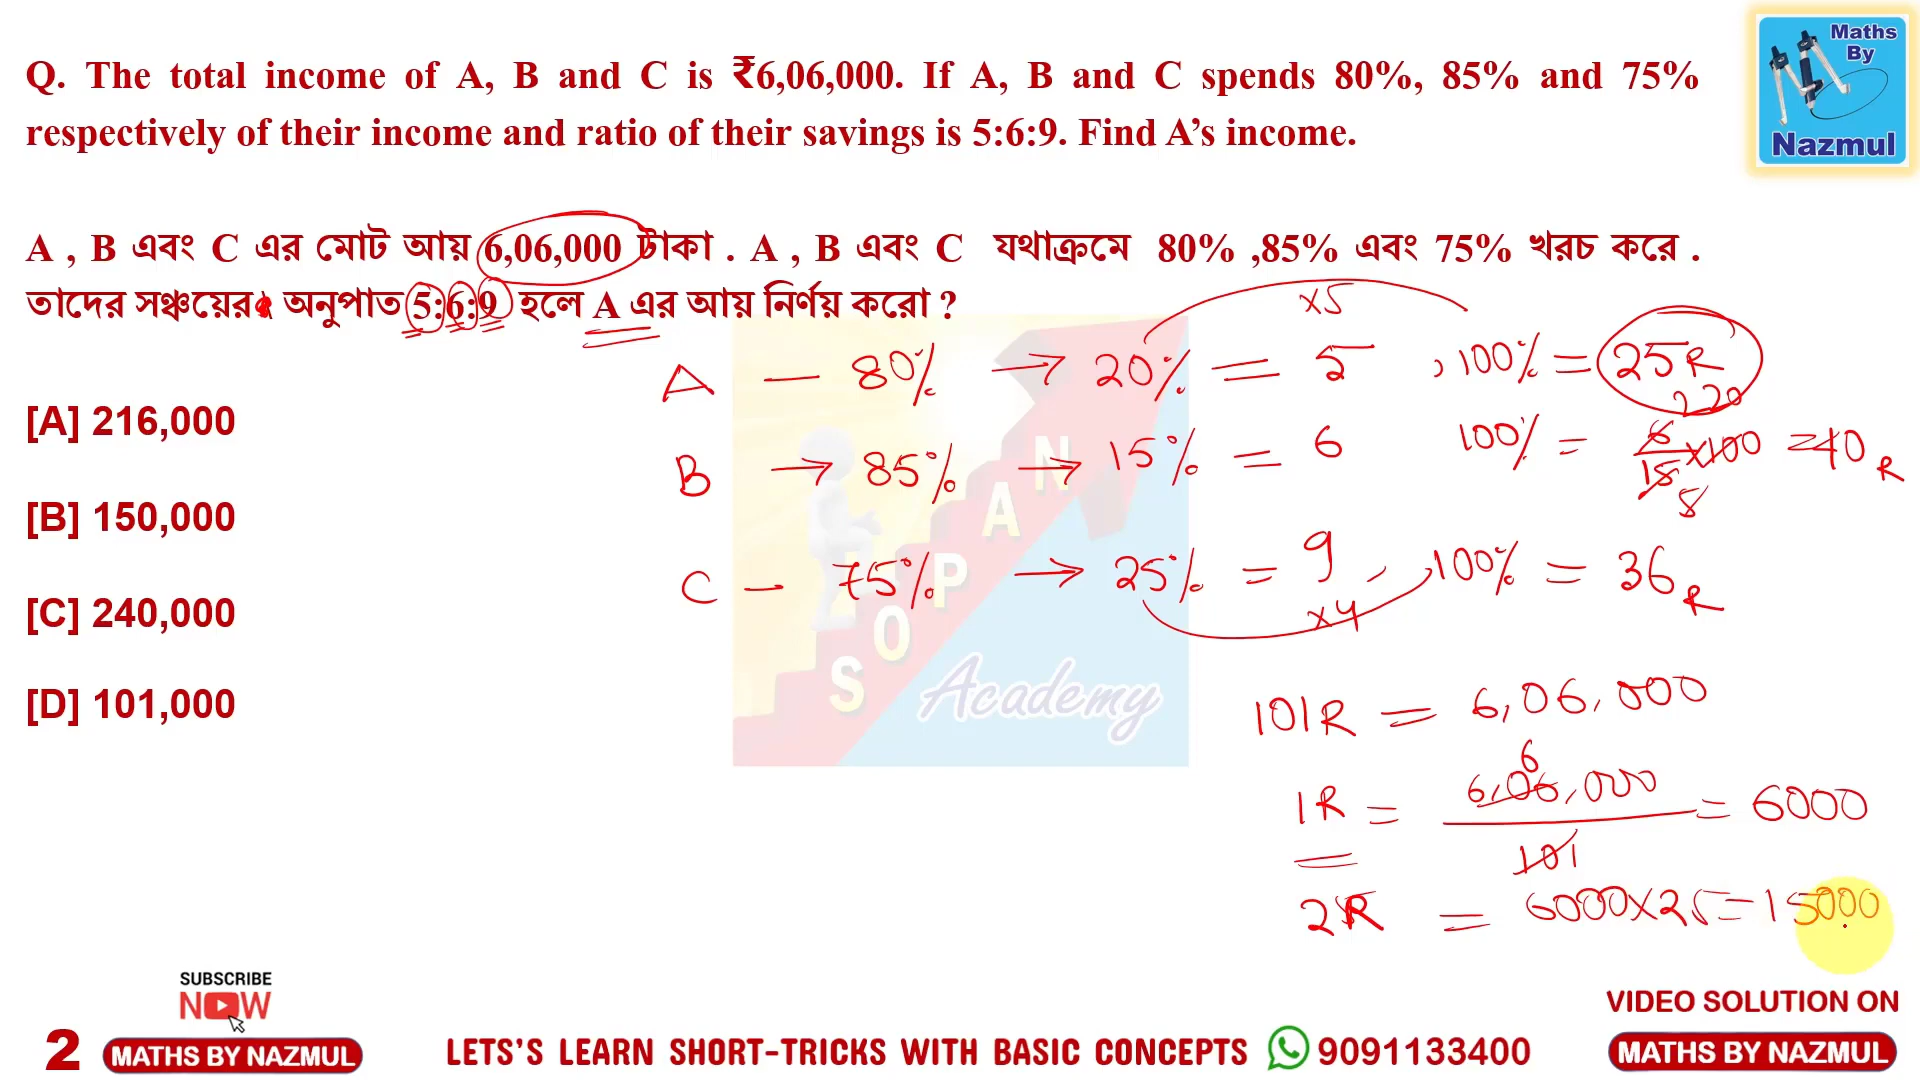 Q. The total income of A, B and C is ₹6,06,000. If A, B and C spends 80%, 85% and 75%
respectively of their income and ratio of their savings is 5:6:9. Find A’s income.
Maths
By
Nazmul
A , B এবং C এর মোট আয় 6,06,000 টাকা . A , B এবং C যথাক্রমে 80% ,85% এবং 75% খরচ করে .
তাদের সঞ্চয়ের অনুপাত 5:6:9 হলে A এর আয় নির্ণয় করো ?
×5
A — 80% → 20% = 5 , 100% = 25R
[A] 216,000
B → 85% → 15% = 6 100% = 6/15 ×100 = 40R
[B] 150,000
C - 75% → 25% = 9 , 100% = 36R
×4
[C] 240,000
[D] 101,000
SOPAN
Academy
101R = 6,06,000
1R = 6,06,000 / 101 = 6000
= 6000×25 = 15000
SUBSCRIBE
NOW
VIDEO SOLUTION ON
2 MATHS BY NAZMUL LETS’S LEARN SHORT-TRICKS WITH BASIC CONCEPTS 9091133400 MATHS BY NAZMUL